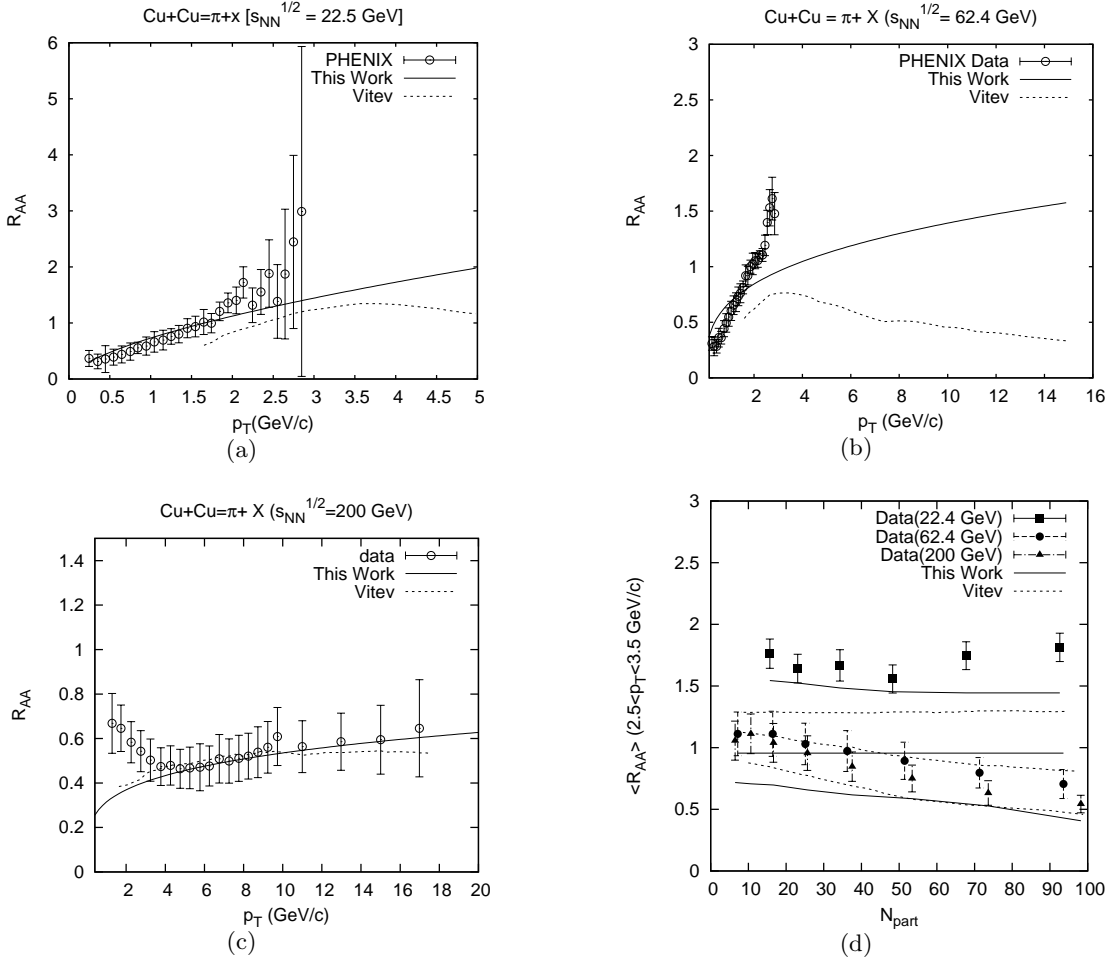 Cu+Cu=π+x [s_NN^1/2 = 22.5 GeV]
PHENIX
This Work
Vitev
6
5
4
3
2
1
0
R_AA
0 0.5 1 1.5 2 2.5 3 3.5 4 4.5 5
p_T(GeV/c)
(a)
Cu+Cu = π+ X (s_NN^1/2 = 62.4 GeV)
PHENIX Data
This Work
Vitev
3
2.5
2
1.5
1
0.5
0
R_AA
2 4 6 8 10 12 14 16
p_T (GeV/c)
(b)
Cu+Cu=π+ X (s_NN^1/2=200 GeV)
data
This Work
Vitev
1.4
1.2
1
0.8
0.6
0.4
0.2
0
R_AA
2 4 6 8 10 12 14 16 18 20
p_T (GeV/c)
(c)
Data(22.4 GeV)
Data(62.4 GeV)
Data(200 GeV)
This Work
Vitev
3
2.5
2
1.5
1
0.5
0
<R_AA> (2.5<p_T<3.5 GeV/c)
0 10 20 30 40 50 60 70 80 90 100
N_part
(d)